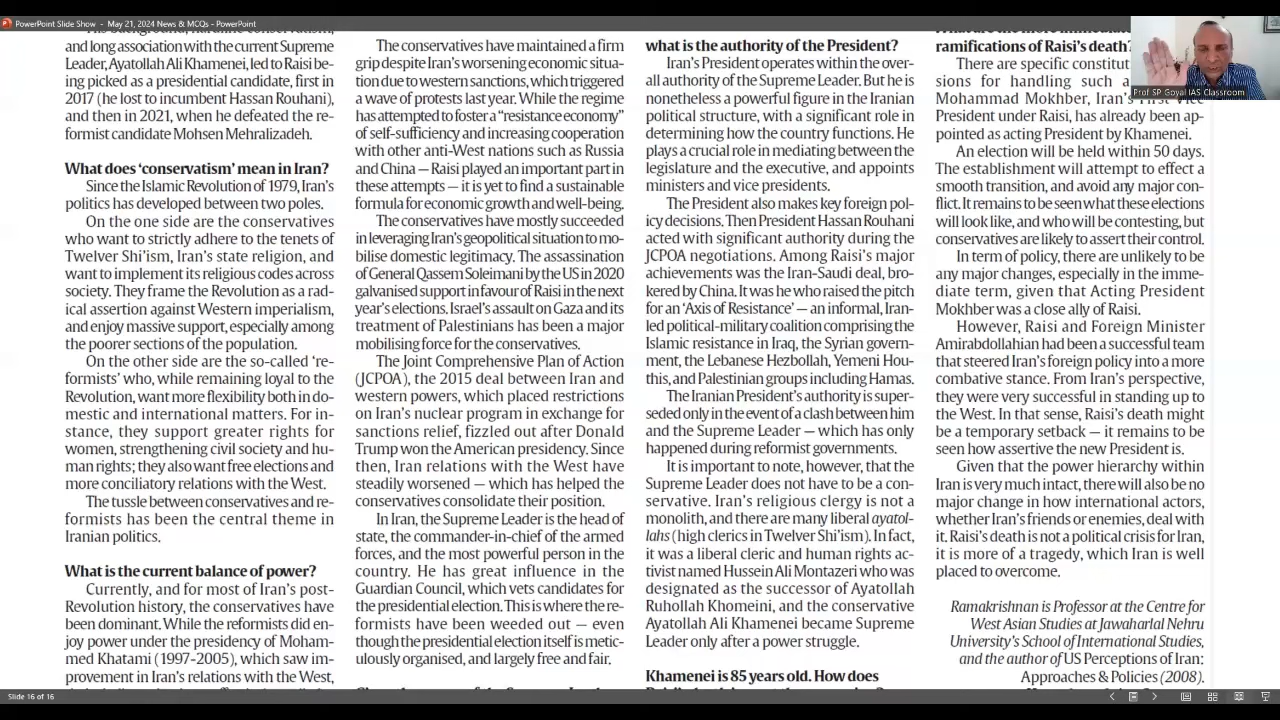 PowerPoint Slide Show - May 21, 2024 News & MCQs - PowerPoint
and long association with the current Supreme
Leader, Ayatollah Ali Khamenei, led to Raisi be-
ing picked as a presidential candidate, first in
2017 (he lost to incumbent Hassan Rouhani),
and then in 2021, when he defeated the re-
formist candidate Mohsen Mehralizadeh.
What does ‘conservatism’ mean in Iran?
Since the Islamic Revolution of 1979, Iran’s
politics has developed between two poles.
On the one side are the conservatives
who want to strictly adhere to the tenets of
Twelver Shi’ism, Iran’s state religion, and
want to implement its religious codes across
society. They frame the Revolution as a rad-
ical assertion against Western imperialism,
and enjoy massive support, especially among
the poorer sections of the population.
On the other side are the so-called ‘re-
formists’ who, while remaining loyal to the
Revolution, want more flexibility both in do-
mestic and international matters. For in-
stance, they support greater rights for
women, strengthening civil society and hu-
man rights; they also want free elections and
more conciliatory relations with the West.
The tussle between conservatives and re-
formists has been the central theme in
Iranian politics.
What is the current balance of power?
Currently, and for most of Iran’s post-
Revolution history, the conservatives have
been dominant. While the reformists did en-
joy power under the presidency of Moham-
med Khatami (1997-2005), which saw im-
provement in Iran’s relations with the West,
The conservatives have maintained a firm
grip despite Iran’s worsening economic situa-
tion due to western sanctions, which triggered
a wave of protests last year. While the regime
has attempted to foster a “resistance economy”
of self-sufficiency and increasing cooperation
with other anti-West nations such as Russia
and China — Raisi played an important part in
these attempts — it is yet to find a sustainable
formula for economic growth and well-being.
The conservatives have mostly succeeded
in leveraging Iran’s geopolitical situation to mo-
bilise domestic legitimacy. The assassination
of General Qassem Soleimani by the US in 2020
galvanised support in favour of Raisi in the next
year’s elections. Israel’s assault on Gaza and its
treatment of Palestinians has been a major
mobilising force for the conservatives.
The Joint Comprehensive Plan of Action
(JCPOA), the 2015 deal between Iran and
western powers, which placed restrictions
on Iran’s nuclear program in exchange for
sanctions relief, fizzled out after Donald
Trump won the American presidency. Since
then, Iran relations with the West have
steadily worsened — which has helped the
conservatives consolidate their position.
In Iran, the Supreme Leader is the head of
state, the commander-in-chief of the armed
forces, and the most powerful person in the
country. He has great influence in the
Guardian Council, which vets candidates for
the presidential election. This is where the re-
formists have been weeded out — even
though the presidential election itself is metic-
ulously organised, and largely free and fair.
what is the authority of the President?
Iran’s President operates within the over-
all authority of the Supreme Leader. But he is
nonetheless a powerful figure in the Iranian
political structure, with a significant role in
determining how the country functions. He
plays a crucial role in mediating between the
legislature and the executive, and appoints
ministers and vice presidents.
The President also makes key foreign pol-
icy decisions. Then President Hassan Rouhani
acted with significant authority during the
JCPOA negotiations. Among Raisi’s major
achievements was the Iran-Saudi deal, bro-
kered by China. It was he who raised the pitch
for an ‘Axis of Resistance’ — an informal, Iran-
led political-military coalition comprising the
Islamic resistance in Iraq, the Syrian govern-
ment, the Lebanese Hezbollah, Yemeni Hou-
this, and Palestinian groups including Hamas.
The Iranian President’s authority is super-
seded only in the event of a clash between him
and the Supreme Leader — which has only
happened during reformist governments.
It is important to note, however, that the
Supreme Leader does not have to be a con-
servative. Iran’s religious clergy is not a
monolith, and there are many liberal ayatol-
lahs (high clerics in Twelver Shi’ism). In fact,
it was a liberal cleric and human rights ac-
tivist named Hussein Ali Montazeri who was
designated as the successor of Ayatollah
Ruhollah Khomeini, and the conservative
Ayatollah Ali Khamenei became Supreme
Leader only after a power struggle.
Khamenei is 85 years old. How does
ramifications of Raisi’s death?
There are specific constitut
sions for handling such a
Mohammad Mokhber, Iran’s First Vice
President under Raisi, has already been ap-
pointed as acting President by Khamenei.
An election will be held within 50 days.
The establishment will attempt to effect a
smooth transition, and avoid any major con-
flict. It remains to be seen what these elections
will look like, and who will be contesting, but
conservatives are likely to assert their control.
In term of policy, there are unlikely to
be any major changes, especially in the imme-
diate term, given that Acting President
Mokhber was a close ally of Raisi.
However, Raisi and Foreign Minister
Amirabdollahian had been a successful team
that steered Iran’s foreign policy into a more
combative stance. From Iran’s perspective,
they were very successful in standing up to
the West. In that sense, Raisi’s death might
be a temporary setback — it remains to be
seen how assertive the new President is.
Given that the power hierarchy within
Iran is very much intact, there will also be no
major change in how international actors,
whether Iran’s friends or enemies, deal with
it. Raisi’s death is not a political crisis for Iran,
it is more of a tragedy, which Iran is well
placed to overcome.
Ramakrishnan is Professor at the Centre for
West Asian Studies at Jawaharlal Nehru
University’s School of International Studies,
and the author of US Perceptions of Iran:
Approaches & Policies (2008).
Prof SP Goyal IAS Classroom
Slide 16 of 16